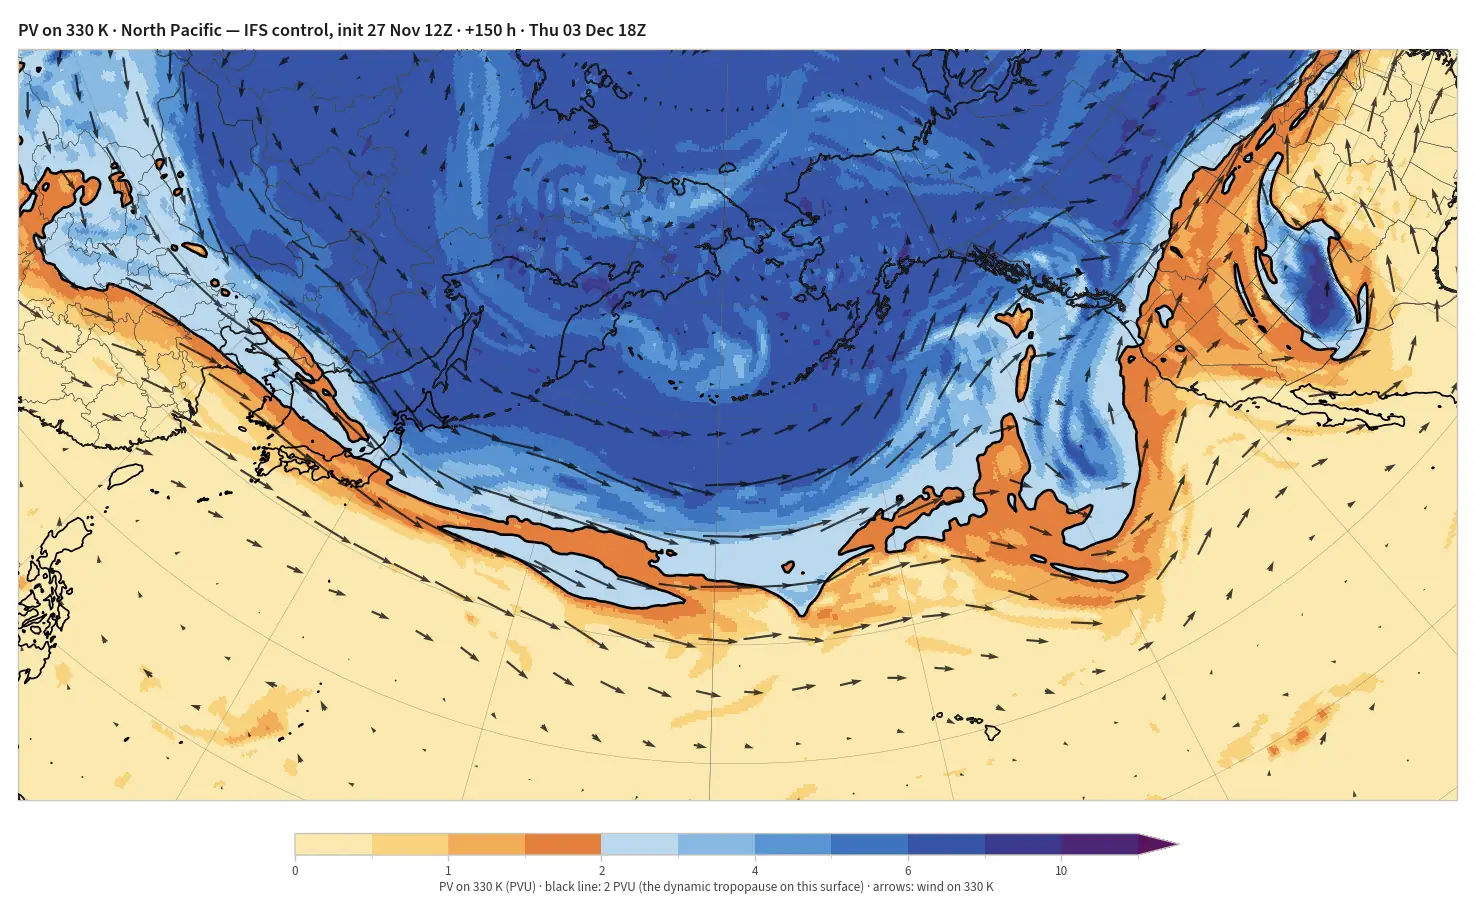 PV on 330 K · North Pacific — IFS control, init 27 Nov 12Z · +150 h · Thu 03 Dec 18Z
0 1 2 4 6 10
PV on 330 K (PVU) · black line: 2 PVU (the dynamic tropopause on this surface) · arrows: wind on 330 K